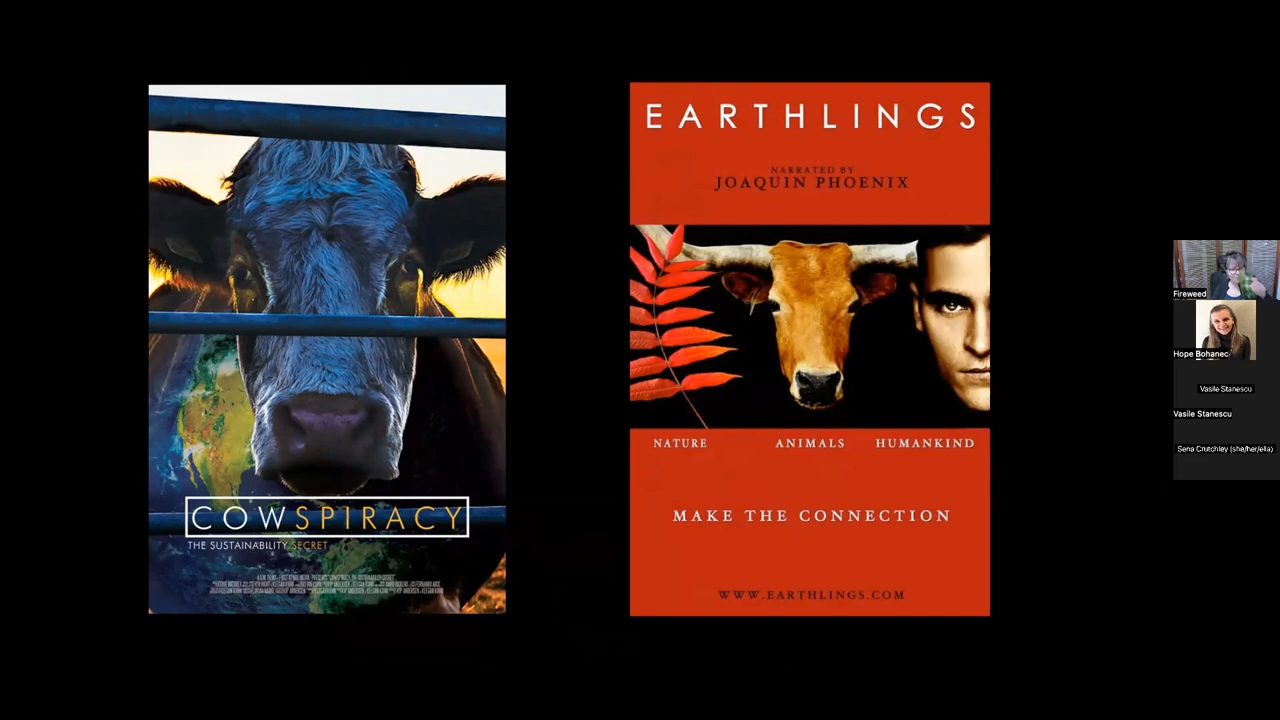 COWSPIRACY
THE SUSTAINABILITY SECRET
EARTHLINGS
NARRATED BY
JOAQUIN PHOENIX
NATURE ANIMALS HUMANKIND
MAKE THE CONNECTION
WWW.EARTHLINGS.COM
Fireweed
Hope Bohanec
Vasile Stanescu
Vasile Stanescu
Sena Crutchley (she/her/ella)